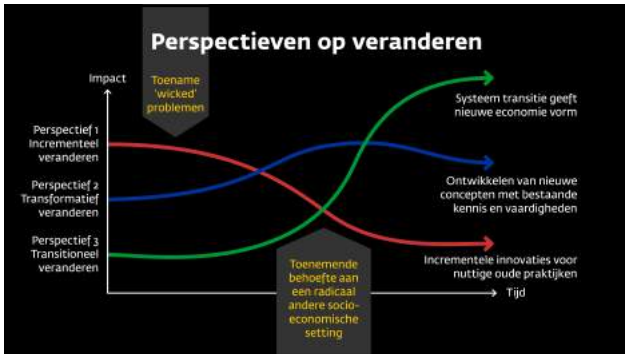 Perspectieven op veranderen
Impact
Toename
'wicked'
problemen
Perspectief 1
Incrementeel
veranderen
Perspectief 2
Transformatief
veranderen
Perspectief 3
Transitioneel
veranderen
Systeem transitie geeft
nieuwe economie vorm
Ontwikkelen van nieuwe
concepten met bestaande
kennis en vaardigheden
Incrementele innovaties voor
nuttige oude praktijken
Toenemende
behoefte aan
een radicaal
andere socio-
economische
setting
Tijd